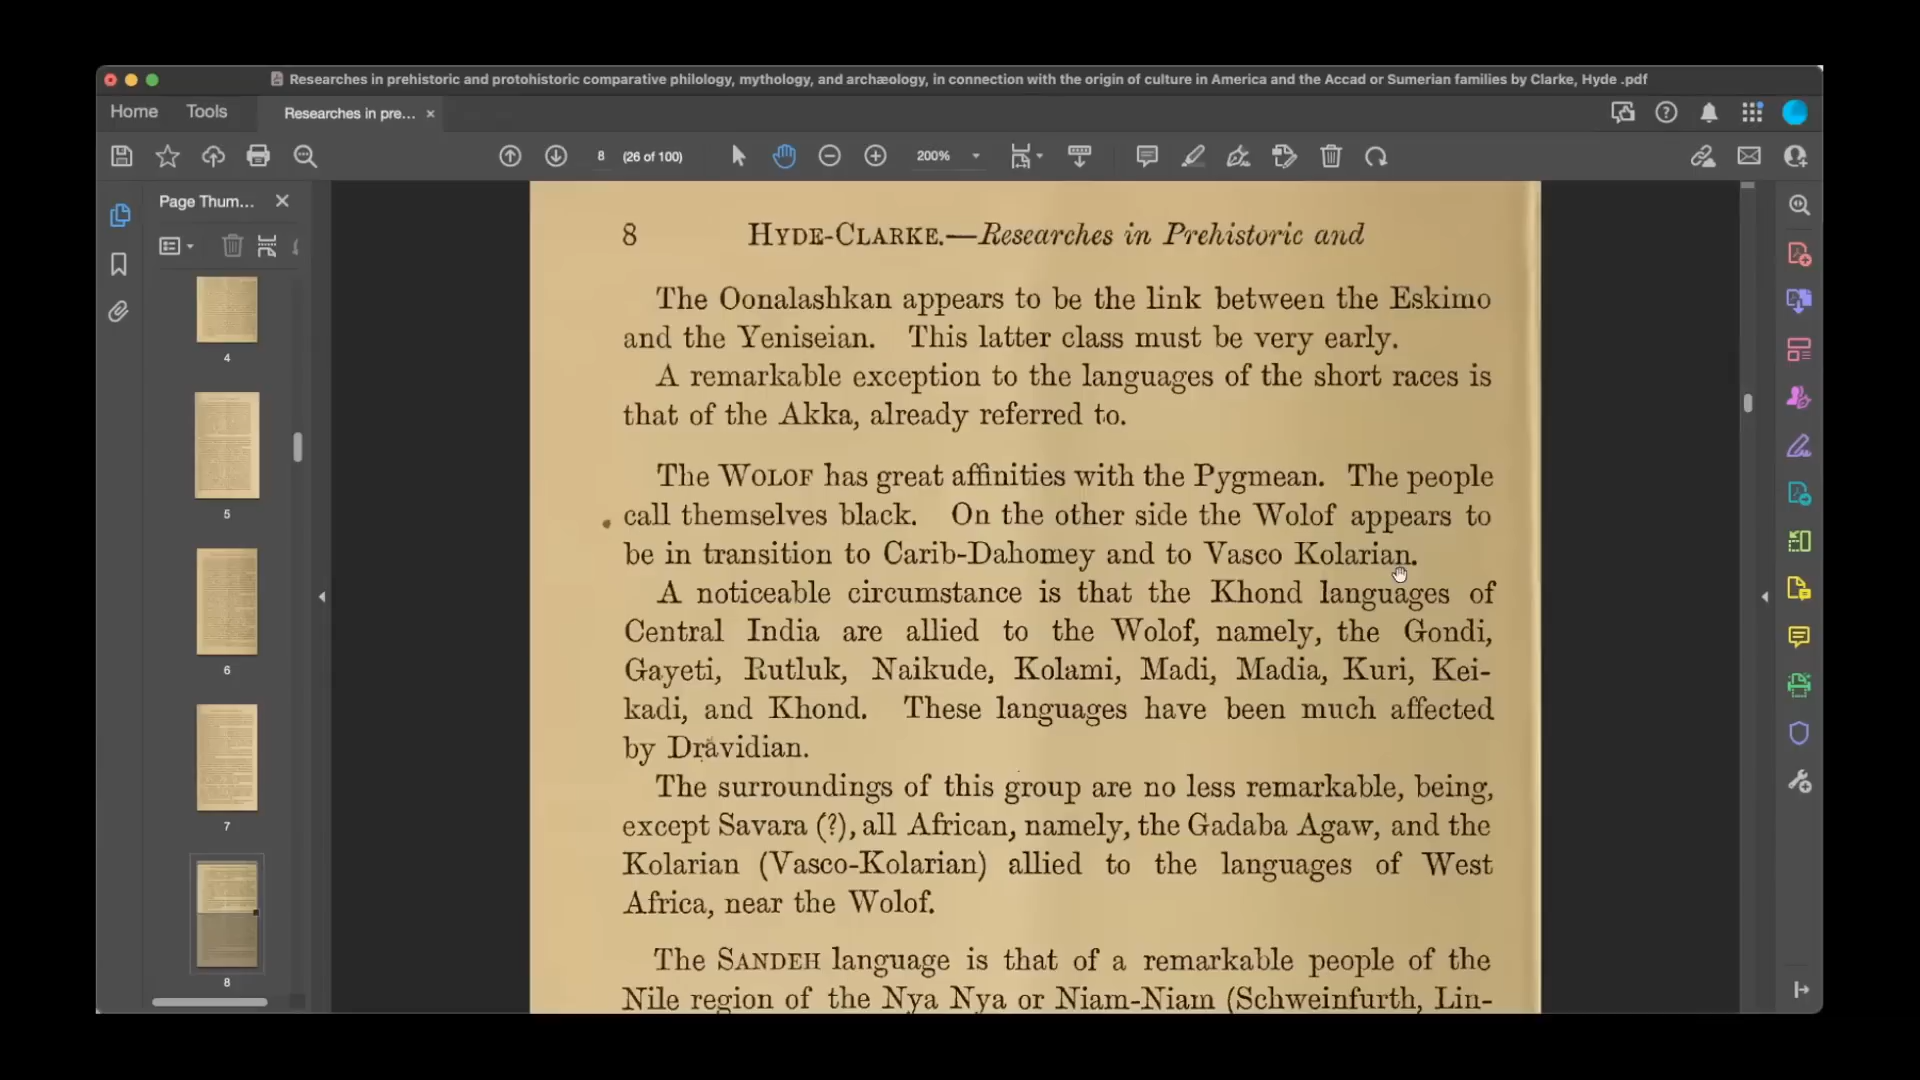 Researches in prehistoric and protohistoric comparative philology, mythology, and archæology, in connection with the origin of culture in America and the Accad or Sumerian families by Clarke, Hyde .pdf
Home Tools Researches in pre... ×
8 (26 of 100) 200%
Page Thum...
4
5
6
7
8
8 HYDE-CLARKE.—Researches in Prehistoric and
The Oonalashkan appears to be the link between the Eskimo
and the Yeniseian. This latter class must be very early.
A remarkable exception to the languages of the short races is
that of the Akka, already referred to.
The WOLOF has great affinities with the Pygmean. The people
call themselves black. On the other side the Wolof appears to
be in transition to Carib-Dahomey and to Vasco Kolarian.
A noticeable circumstance is that the Khond languages of
Central India are allied to the Wolof, namely, the Gondi,
Gayeti, Rutluk, Naikude, Kolami, Madi, Madia, Kuri, Kei-
kadi, and Khond. These languages have been much affected
by Dravidian.
The surroundings of this group are no less remarkable, being,
except Savara (?), all African, namely, the Gadaba Agaw, and the
Kolarian (Vasco-Kolarian) allied to the languages of West
Africa, near the Wolof.
The SANDEH language is that of a remarkable people of the
Nile region of the Nya Nya or Niam-Niam (Schweinfurth, Lin-